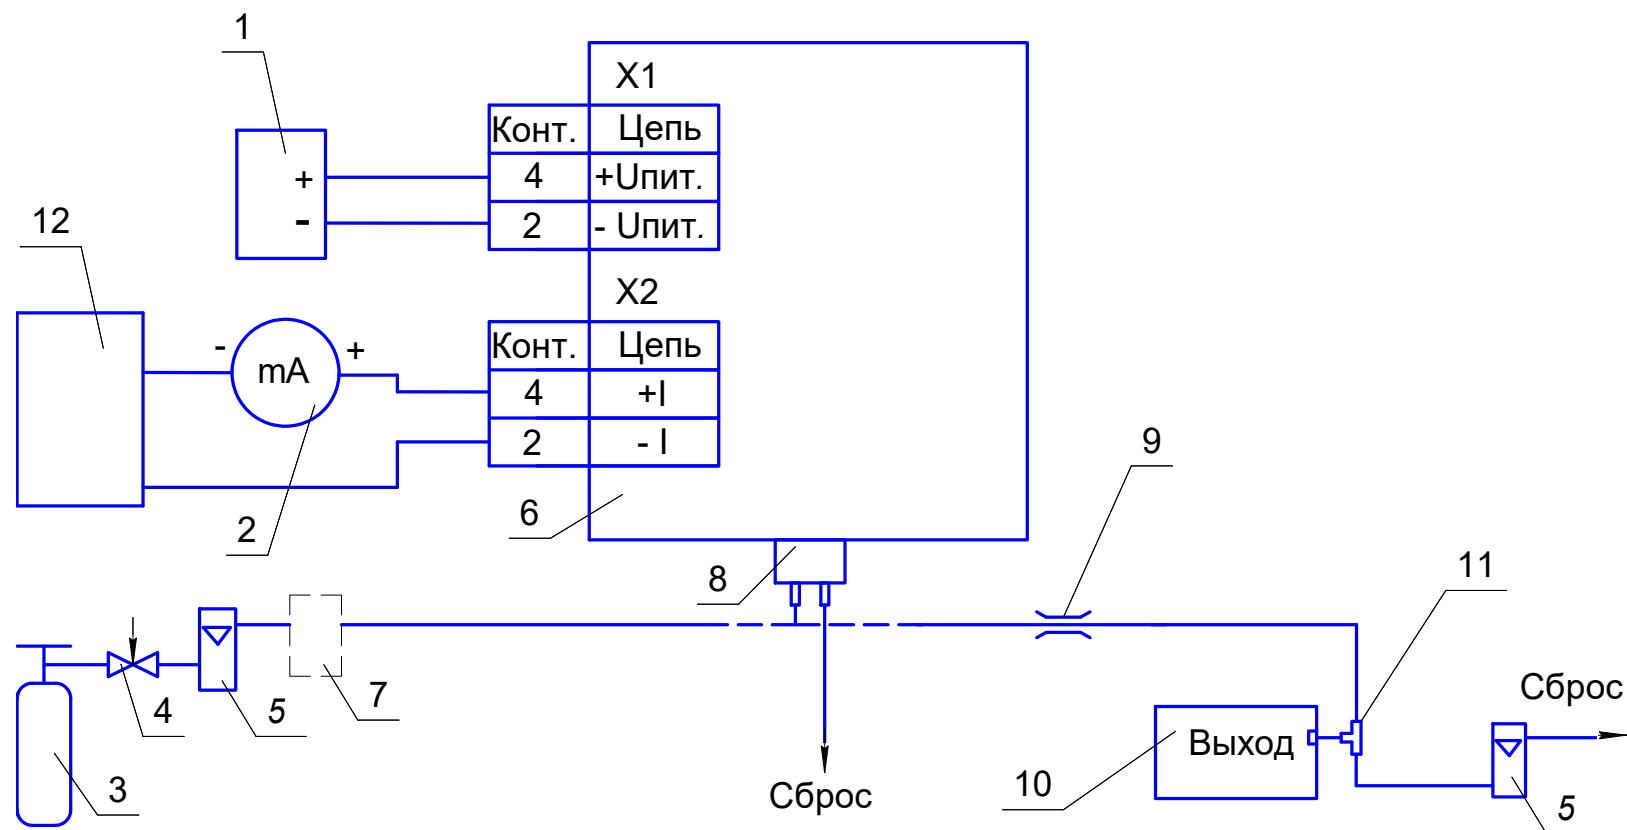 1
X1
Конт. Цепь
4 +Uпит.
2 - Uпит.
+
-
12
X2
Конт. Цепь
4 +I
2 - I
- mA +
2
6
9
8
11
7
5
4
3
Сброс
Сброс
Выход
10
5